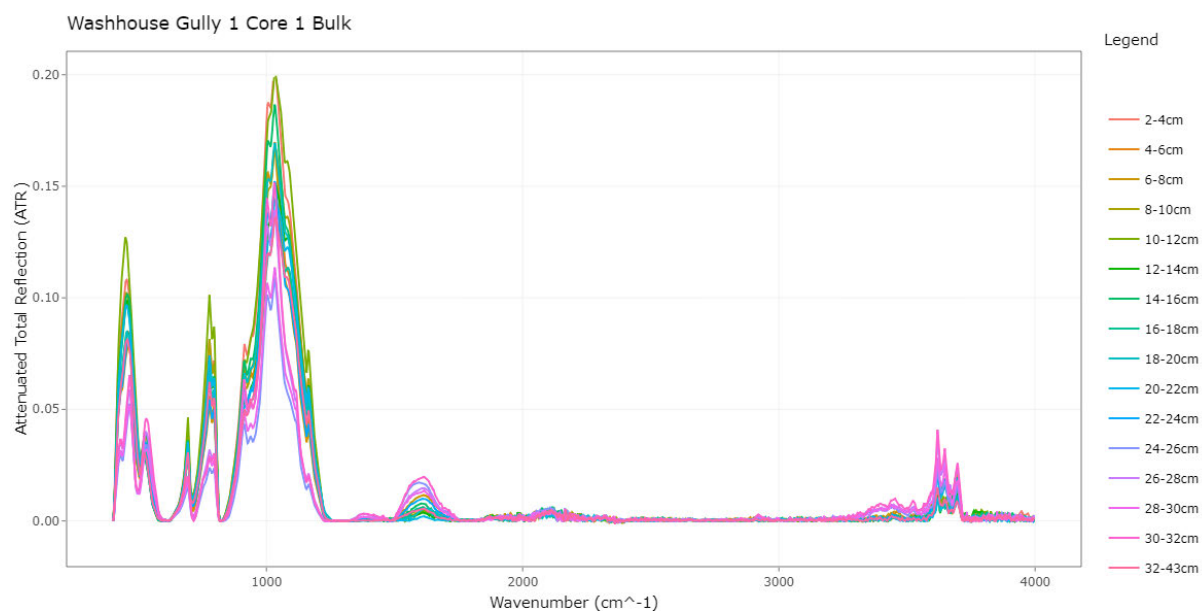 Washhouse Gully 1 Core 1 Bulk
Legend
0.20
0.15
0.10
0.05
0.00
Attenuated Total Reflection (ATR)
1000
2000
3000
4000
Wavenumber (cm^-1)
2-4cm
4-6cm
6-8cm
8-10cm
10-12cm
12-14cm
14-16cm
16-18cm
18-20cm
20-22cm
22-24cm
24-26cm
26-28cm
28-30cm
30-32cm
32-43cm